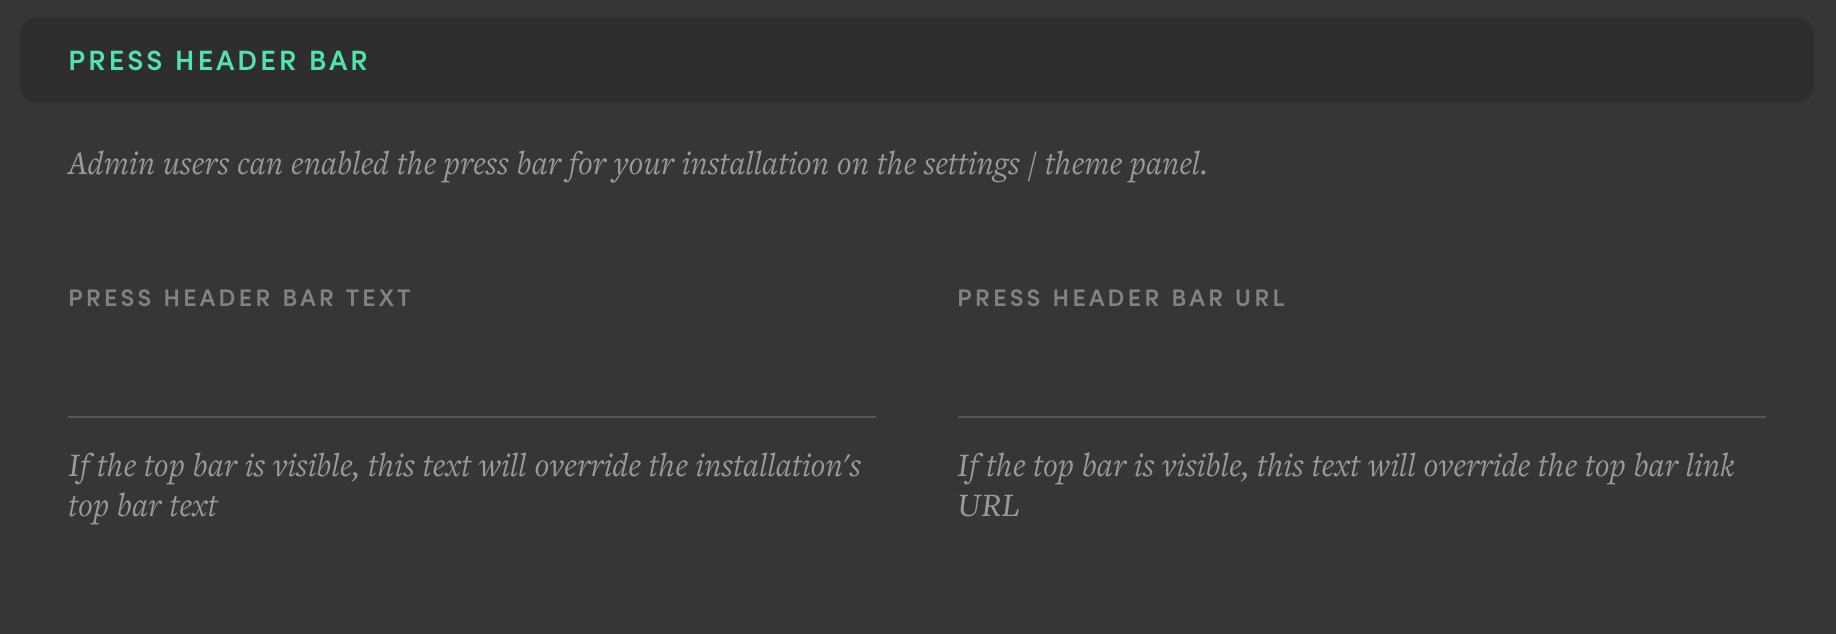 PRESS HEADER BAR
Admin users can enabled the press bar for your installation on the settings / theme panel.
PRESS HEADER BAR TEXT
If the top bar is visible, this text will override the installation's
top bar text
PRESS HEADER BAR URL
If the top bar is visible, this text will override the top bar link
URL